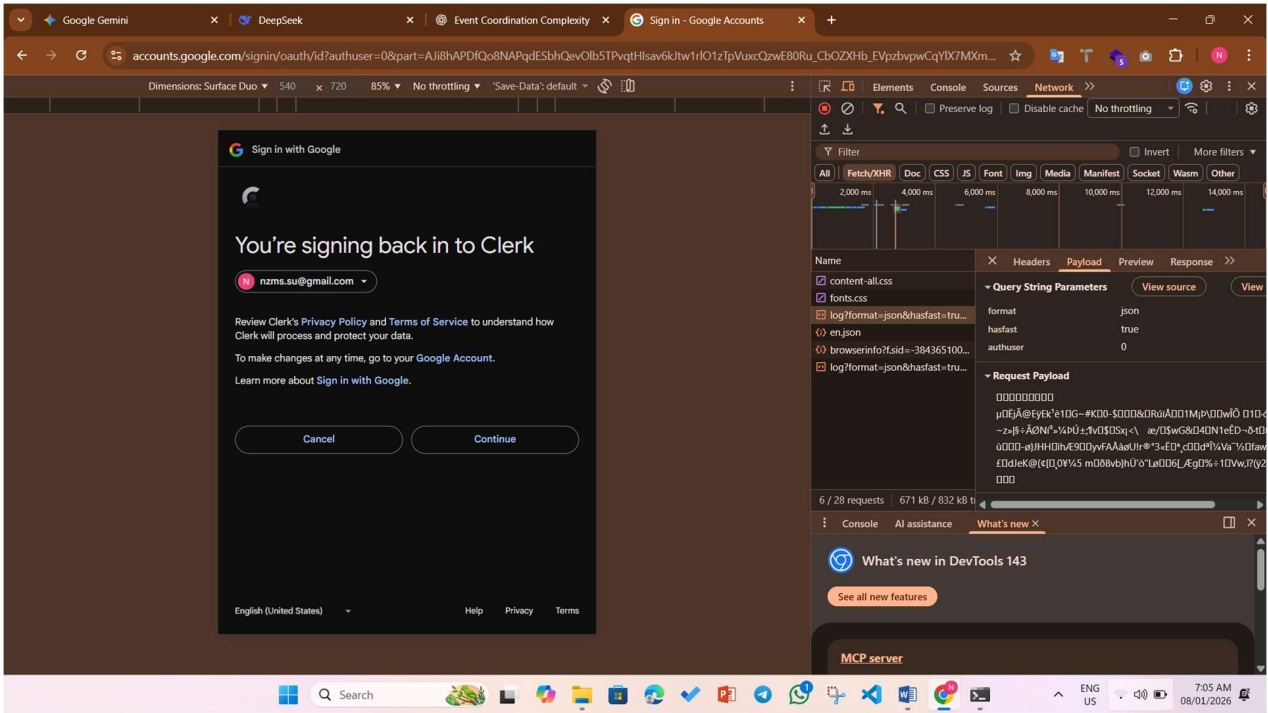 Google Gemini
DeepSeek
Event Coordination Complexity
Sign in - Google Accounts
accounts.google.com/signin/oauth/id?authuser=0&part=AJi8hAPDfQo8NAPqdESbhQevOlb5TPvqtHIsav6kJtw1rlO1zTpVuxcQzwE80Ru_CbOZXHb_EVpzbvpwCqYlX7MXm...
N
5
Dimensions: Surface Duo
540
×
720
85%
No throttling
'Save-Data': default
Sign in with Google
You're signing back in to Clerk
N
nzms.su@gmail.com
Review Clerk's Privacy Policy and Terms of Service to understand how
Clerk will process and protect your data.
To make changes at any time, go to your Google Account.
Learn more about Sign in with Google.
Cancel
Continue
English (United States)
Help
Privacy
Terms
Elements
Console
Sources
Network
Preserve log
Disable cache
No throttling
Filter
Invert
More filters
All
Fetch/XHR
Doc
CSS
JS
Font
Img
Media
Manifest
Socket
Wasm
Other
2,000 ms
4,000 ms
6,000 ms
8,000 ms
10,000 ms
12,000 ms
14,000 ms
Name
content-all.css
fonts.css
log?format=json&hasfast=tru...
en.json
browserinfo?f.sid=-384365100...
log?format=json&hasfast=tru...
Headers
Payload
Preview
Response
Query String Parameters
View source
View
format
json
hasfast
true
authuser
0
Request Payload
6 / 28 requests
671 kB / 832 kB
Console
AI assistance
What's new
What's new in DevTools 143
See all new features
MCP server
Search
1
N
ENG
US
7:05 AM
08/01/2026